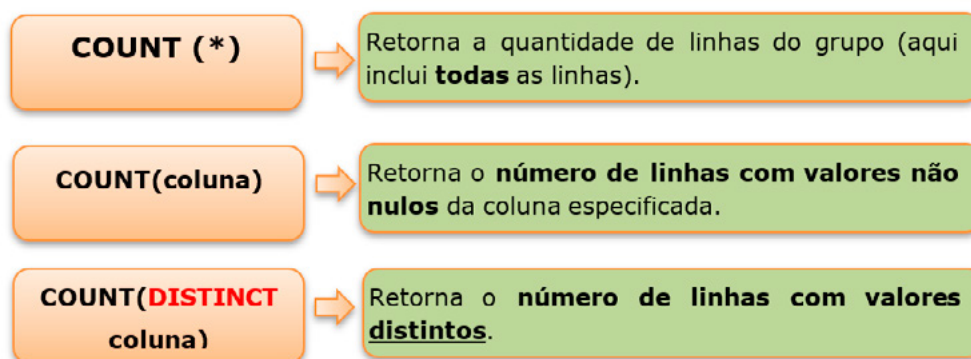 COUNT (*)
Retorna a quantidade de linhas do grupo (aqui
inclui todas as linhas).
COUNT(coluna)
Retorna o número de linhas com valores não
nulos da coluna especificada.
COUNT(DISTINCT
coluna)
Retorna o número de linhas com valores
distintos.